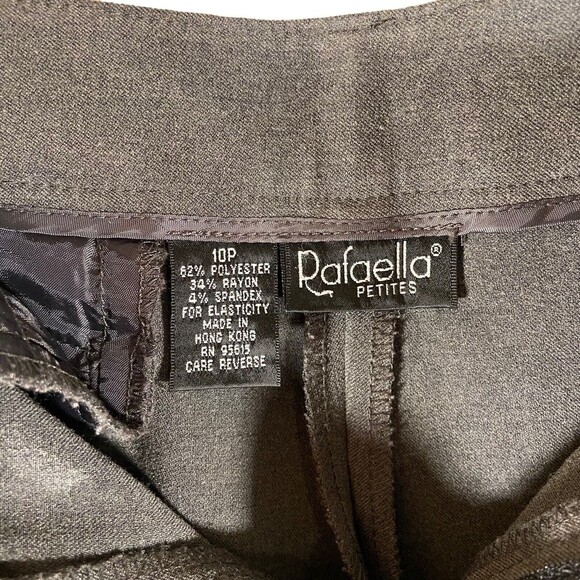 10P
62% POLYESTER
34% RAYON
4% SPANDEX
FOR ELASTICITY
MADE IN
HONG KONG
RN 95615
CARE REVERSE
Rafaella®
PETITES